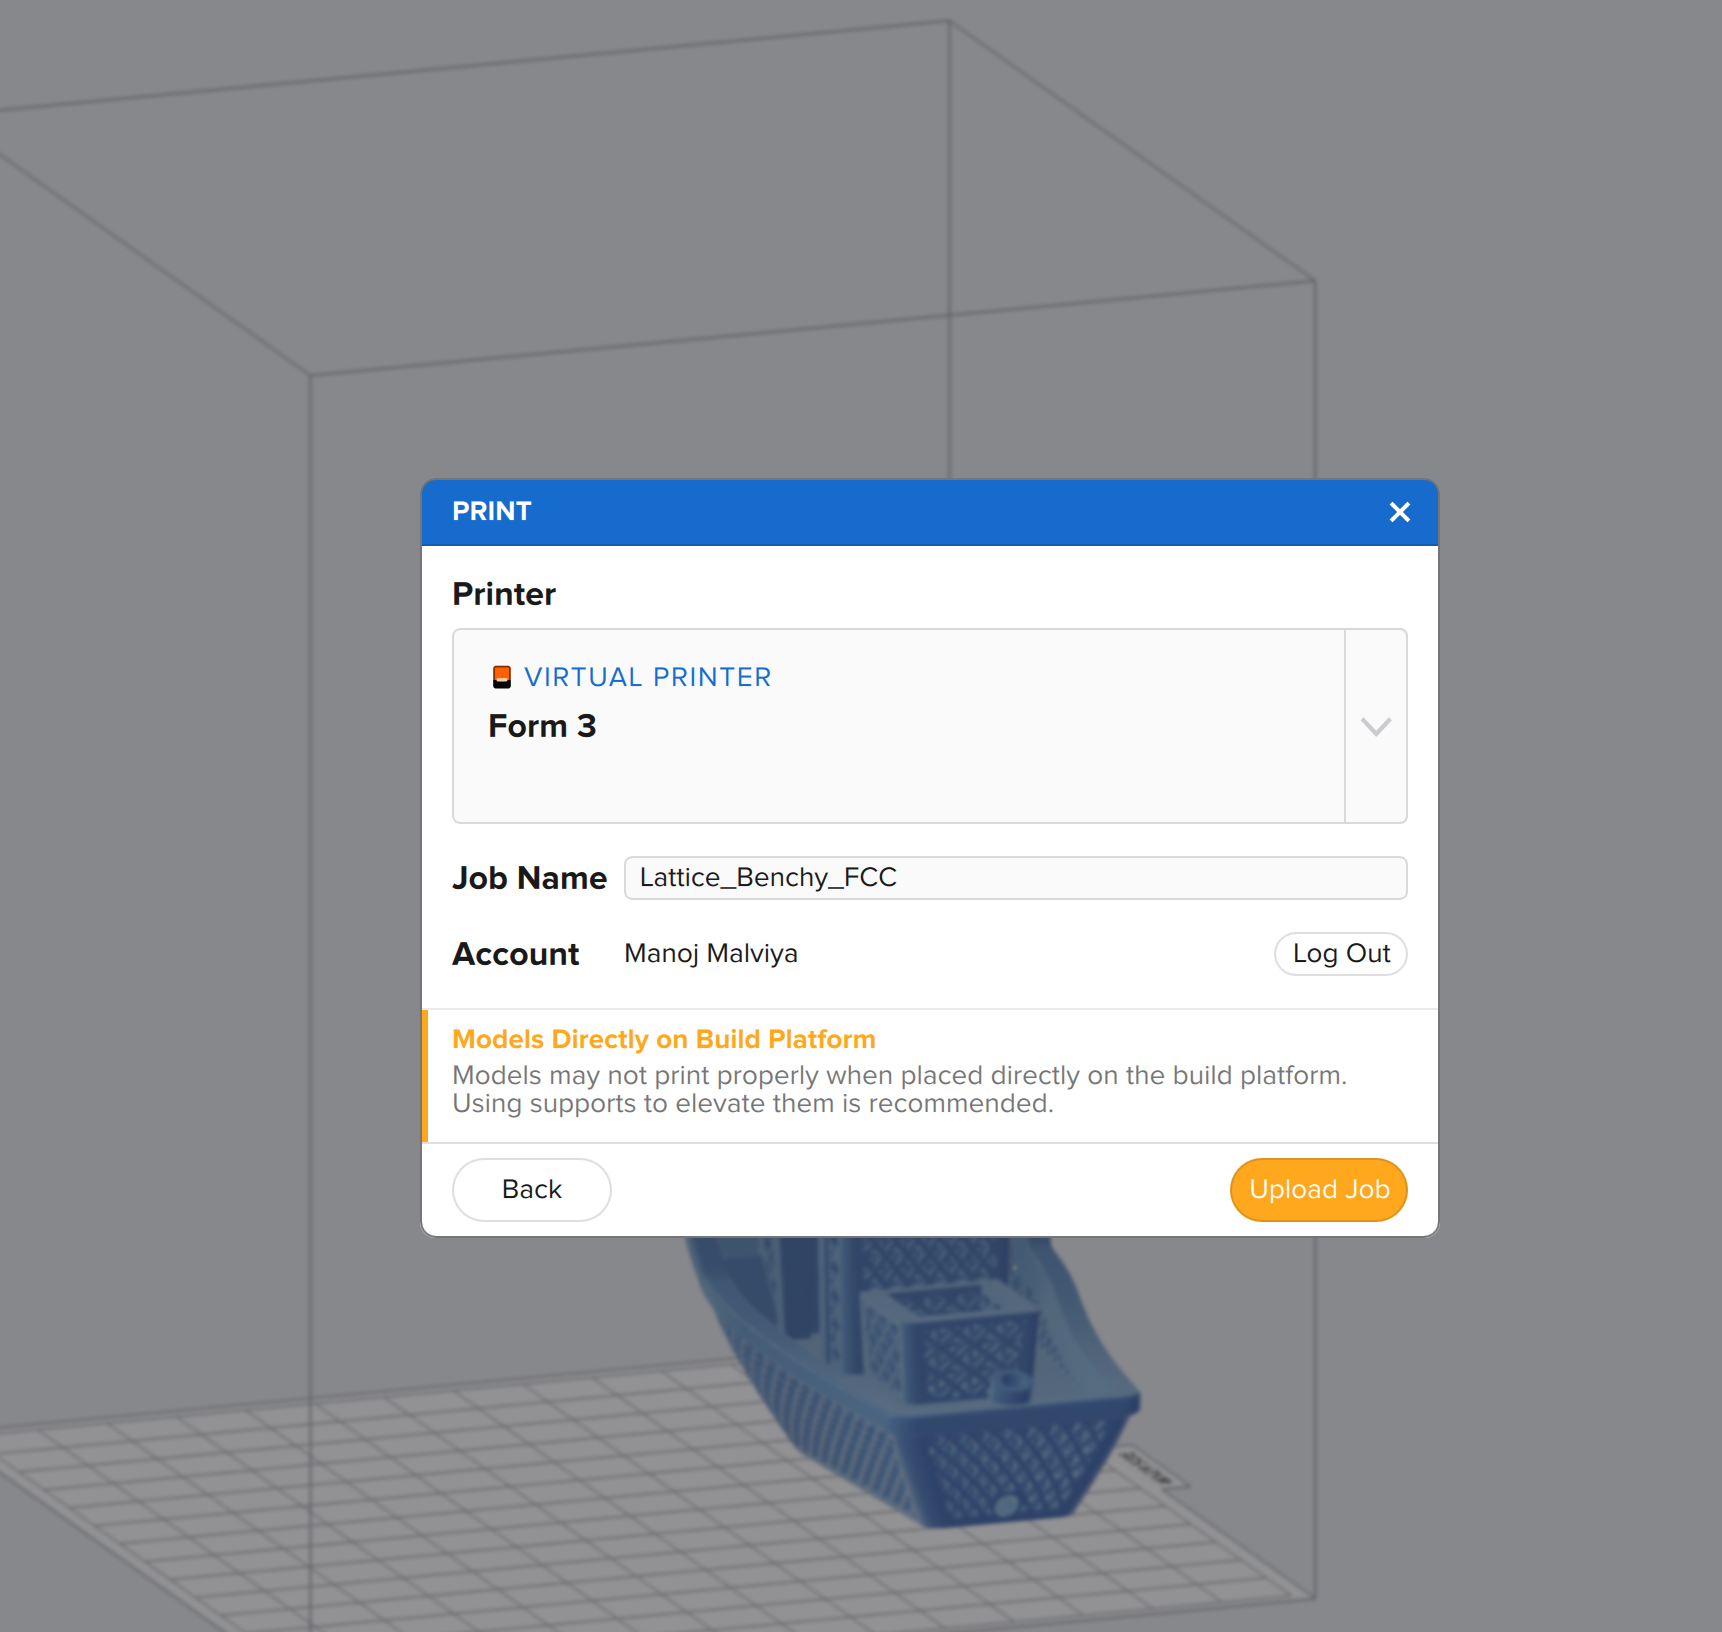 PRINT
Printer
VIRTUAL PRINTER
Form 3
Job Name Lattice_Benchy_FCC
Account Manoj Malviya Log Out
Models Directly on Build Platform
Models may not print properly when placed directly on the build platform.
Using supports to elevate them is recommended.
Back Upload Job